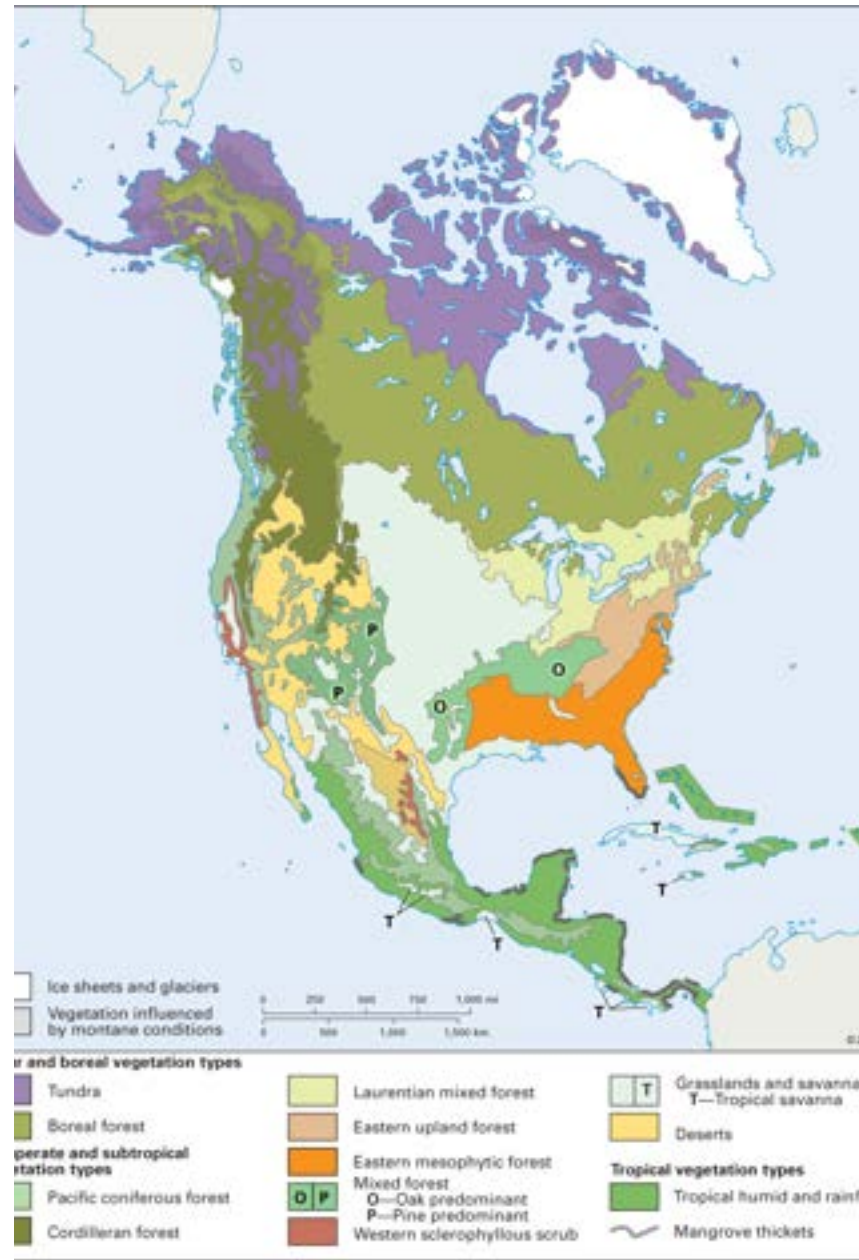 P
P
O
O
T
T
T
T
T
Ice sheets and glaciers
Vegetation influenced
by montane conditions
0 250 500 750 1,000 mi
0 500 1,000 1,500 km
r and boreal vegetation types
Tundra
Boreal forest
perate and subtropical
etation types
Pacific coniferous forest
Cordilleran forest
Laurentian mixed forest
Eastern upland forest
Eastern mesophytic forest
O P Mixed forest
O—Oak predominant
P—Pine predominant
Western sclerophyllous scrub
T Grasslands and savanna
T—Tropical savanna
Deserts
Tropical vegetation types
Tropical humid and rainf
Mangrove thickets